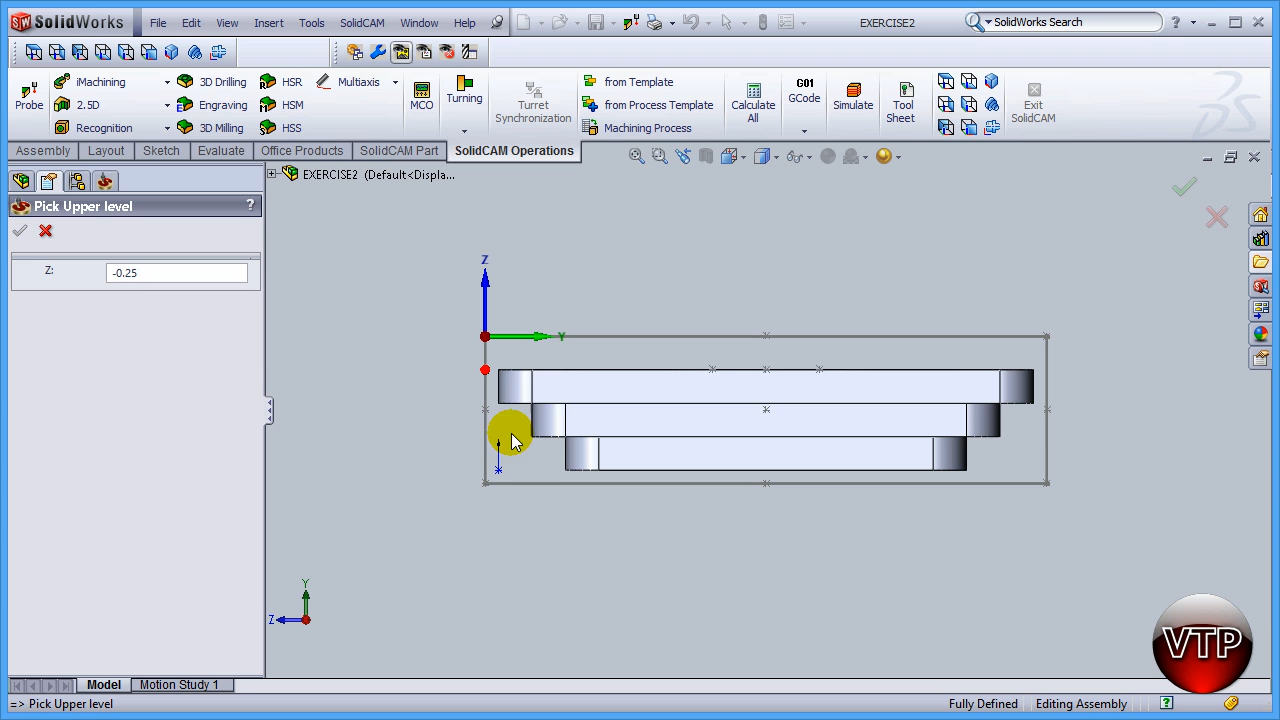 SolidWorks File Edit View Insert Tools SolidCAM Window Help EXERCISE2 SolidWorks Search ?
iMachining 3D Drilling HSR Multiaxis from Template
Probe 2.5D Engraving HSM MCO Turning Turret Synchronization from Process Template Calculate All G01 GCode Simulate Tool Sheet Exit SolidCAM
Recognition 3D Milling HSS Machining Process
Assembly Layout Sketch Evaluate Office Products SolidCAM Part SolidCAM Operations
EXERCISE2 (Default<Displa...
Pick Upper level ?
Z: -0.25
Z
Y
Y
Z
VTP
Model Motion Study 1
=> Pick Upper level Fully Defined Editing Assembly ?